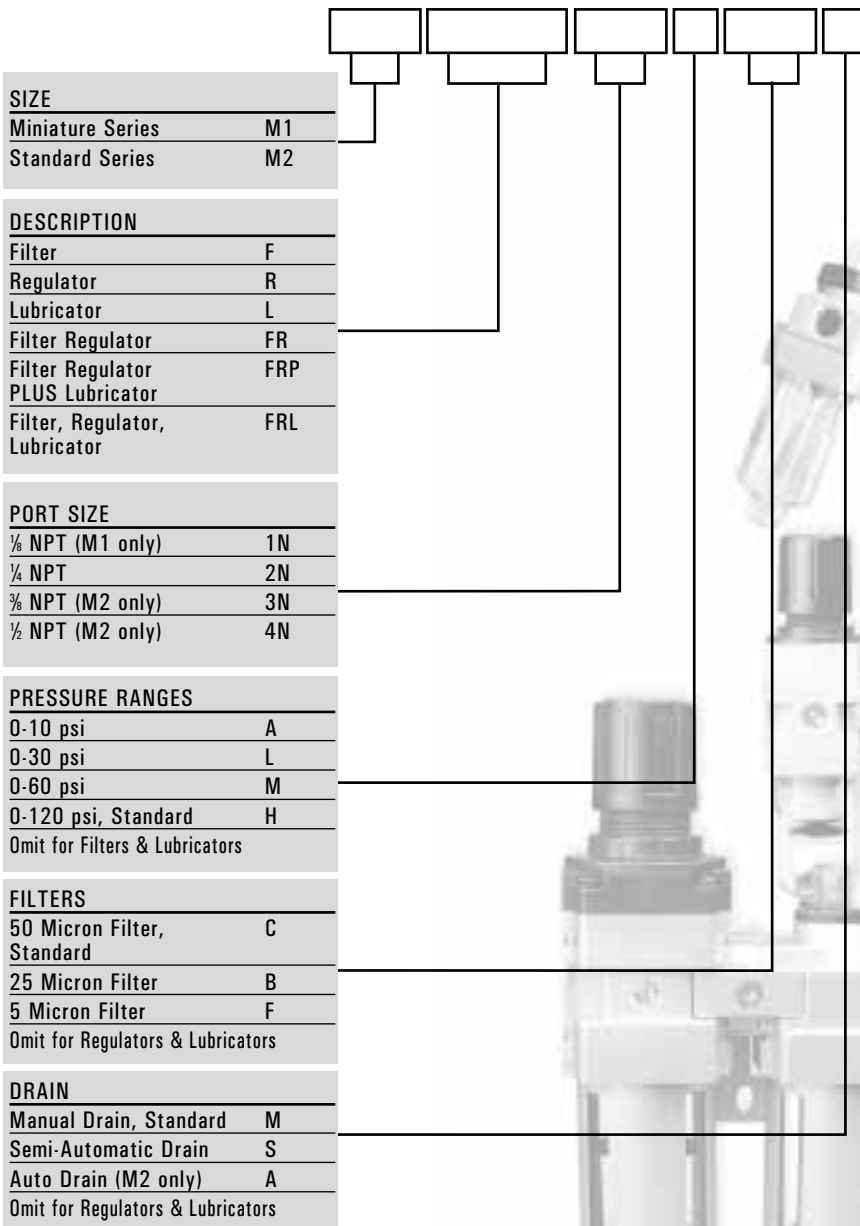 SIZE
Miniature Series M1
Standard Series M2
DESCRIPTION
Filter F
Regulator R
Lubricator L
Filter Regulator FR
Filter Regulator FRP
PLUS Lubricator
Filter, Regulator, FRL
Lubricator
PORT SIZE
⅛ NPT (M1 only) 1N
¼ NPT 2N
⅜ NPT (M2 only) 3N
½ NPT (M2 only) 4N
PRESSURE RANGES
0-10 psi A
0-30 psi L
0-60 psi M
0-120 psi, Standard H
Omit for Filters & Lubricators
FILTERS
50 Micron Filter, C
Standard
25 Micron Filter B
5 Micron Filter F
Omit for Regulators & Lubricators
DRAIN
Manual Drain, Standard M
Semi-Automatic Drain S
Auto Drain (M2 only) A
Omit for Regulators & Lubricators